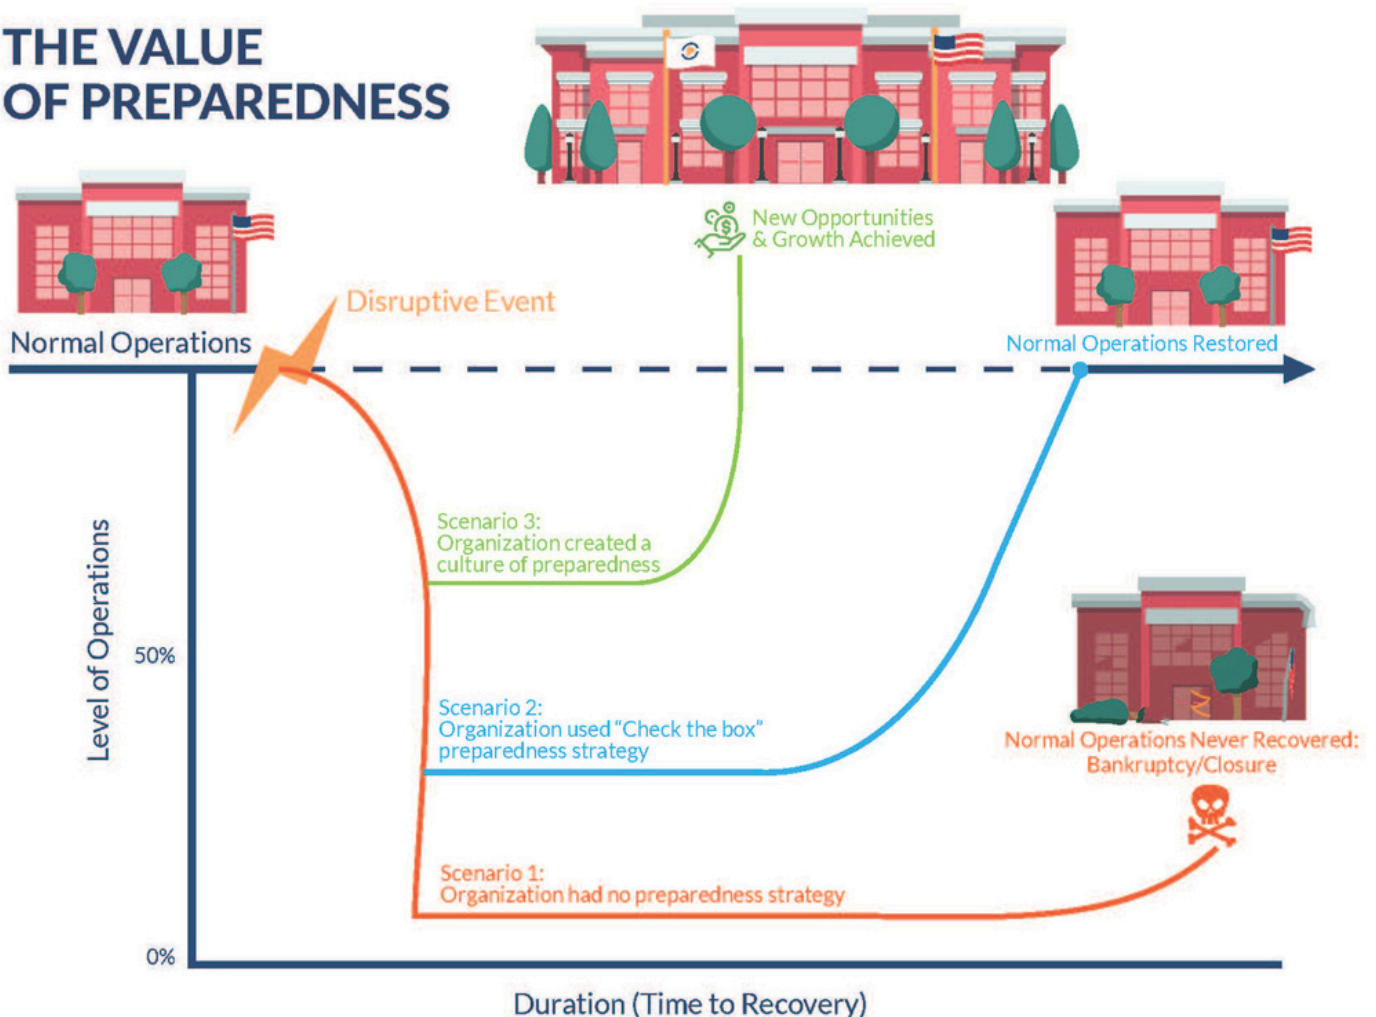 THE VALUE
OF PREPAREDNESS
New Opportunities
& Growth Achieved
Disruptive Event
Normal Operations
Normal Operations Restored
Scenario 3:
Organization created a
culture of preparedness
Level of Operations
50%
Scenario 2:
Organization used “Check the box”
preparedness strategy
Normal Operations Never Recovered:
Bankruptcy/Closure
Scenario 1:
Organization had no preparedness strategy
0%
Duration (Time to Recovery)